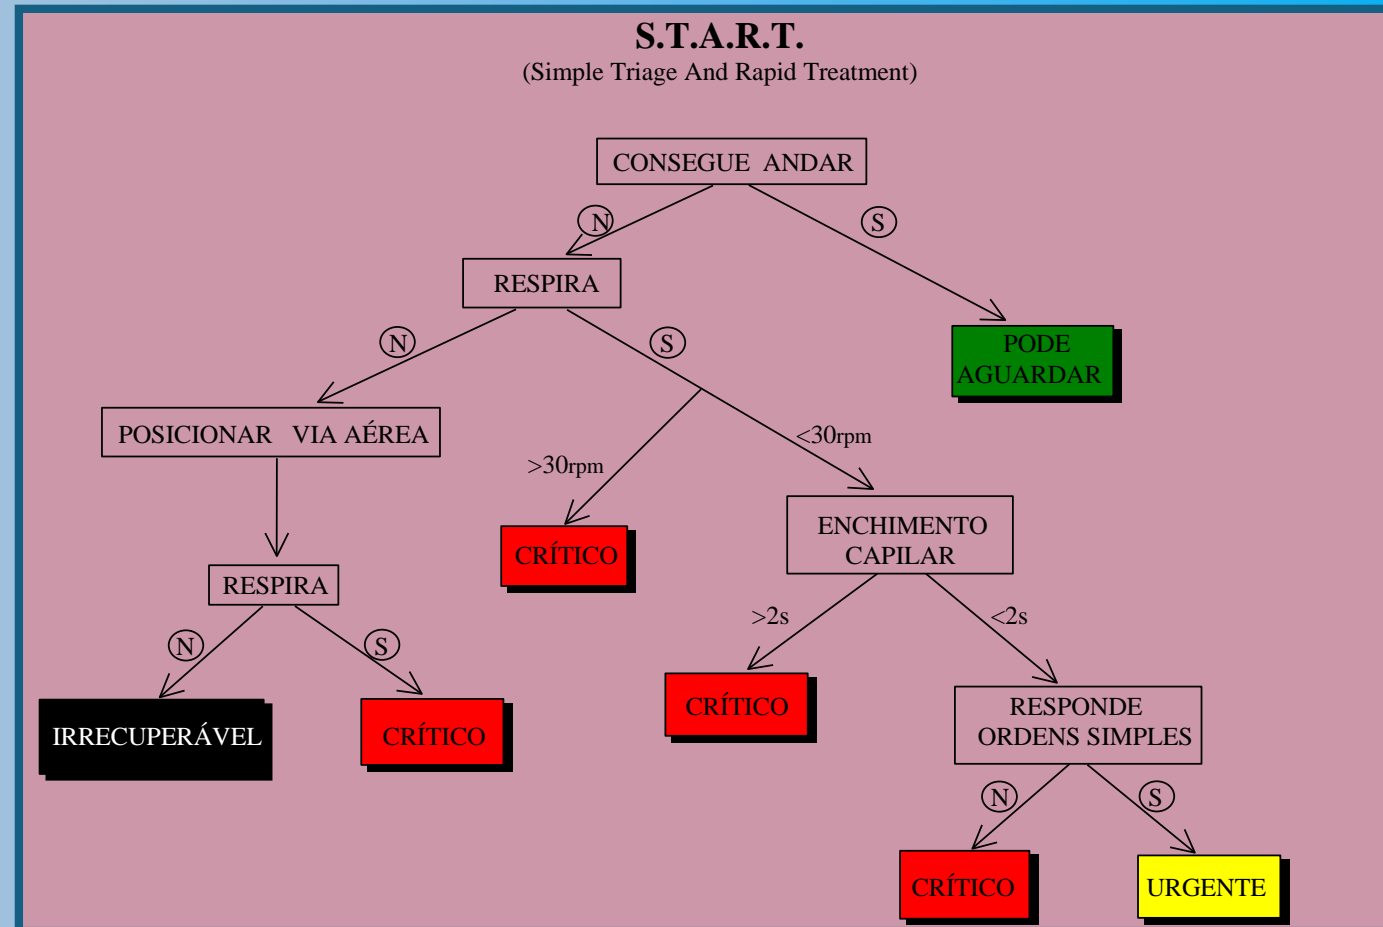 S.T.A.R.T.
(Simple Triage And Rapid Treatment)
CONSEGUE ANDAR
N
S
RESPIRA
PODE
AGUARDAR
N
S
POSICIONAR VIA AÉREA
>30rpm
<30rpm
CRÍTICO
ENCHIMENTO
CAPILAR
RESPIRA
N
S
>2s
<2s
IRRECUPERÁVEL
CRÍTICO
CRÍTICO
RESPONDE
ORDENS SIMPLES
N
S
CRÍTICO
URGENTE